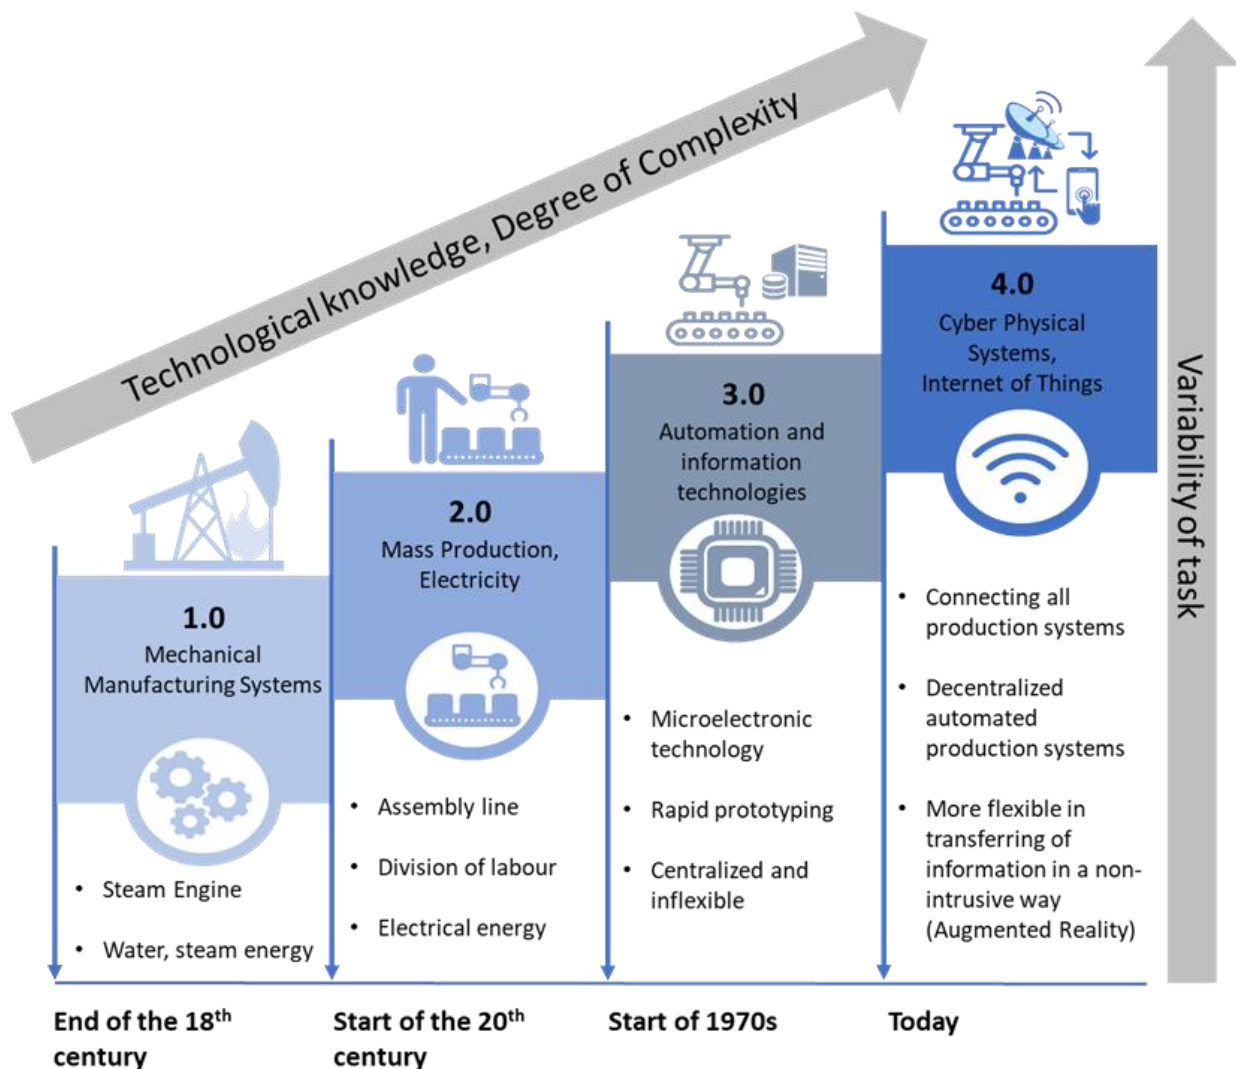 Technological knowledge, Degree of Complexity
Variability of task
1.0
Mechanical
Manufacturing Systems
• Steam Engine
• Water, steam energy
End of the 18th
century
2.0
Mass Production,
Electricity
• Assembly line
• Division of labour
• Electrical energy
Start of the 20th
century
3.0
Automation and
information
technologies
• Microelectronic
technology
• Rapid prototyping
• Centralized and
inflexible
Start of 1970s
4.0
Cyber Physical
Systems,
Internet of Things
• Connecting all
production systems
• Decentralized
automated
production systems
• More flexible in
transferring of
information in a non-
intrusive way
(Augmented Reality)
Today